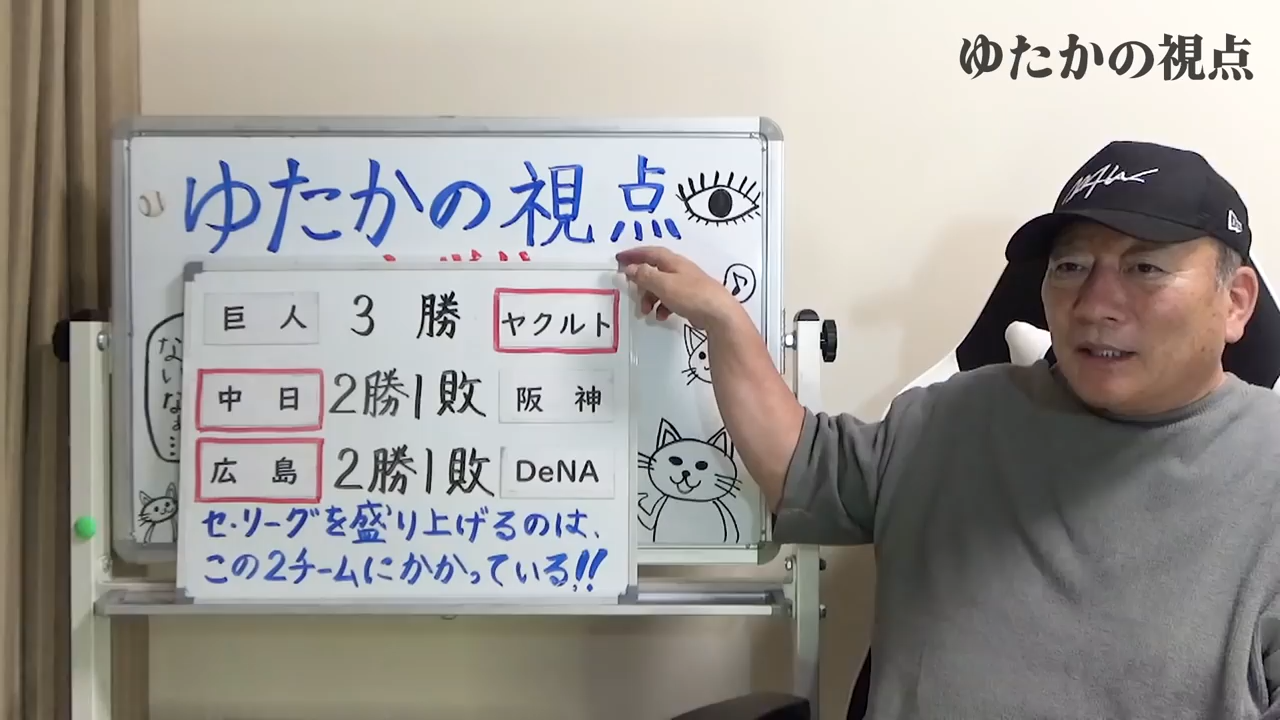 ゆたかの視点
ゆたかの視点
巨人 3勝 ヤクルト
中日 2勝1敗 阪神
広島 2勝1敗 DeNA
セ・リーグを盛り上げるのは、
この2チームにかかっている!!